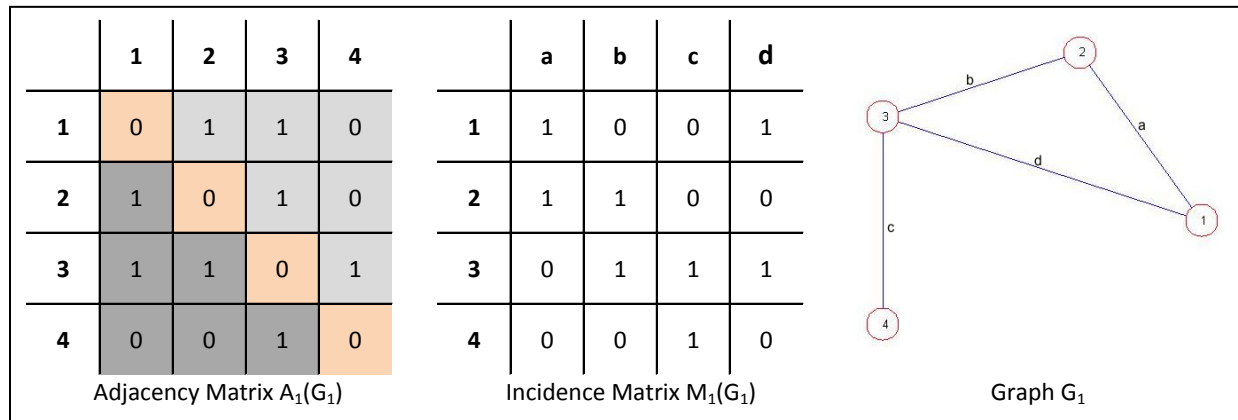 1 2 3 4
1 0 1 1 0
2 1 0 1 0
3 1 1 0 1
4 0 0 1 0
Adjacency Matrix A₁(G₁)
a b c d
1 1 0 0 1
2 1 1 0 0
3 0 1 1 1
4 0 0 1 0
Incidence Matrix M₁(G₁)
2
b
3
a
d
1
c
4
Graph G₁